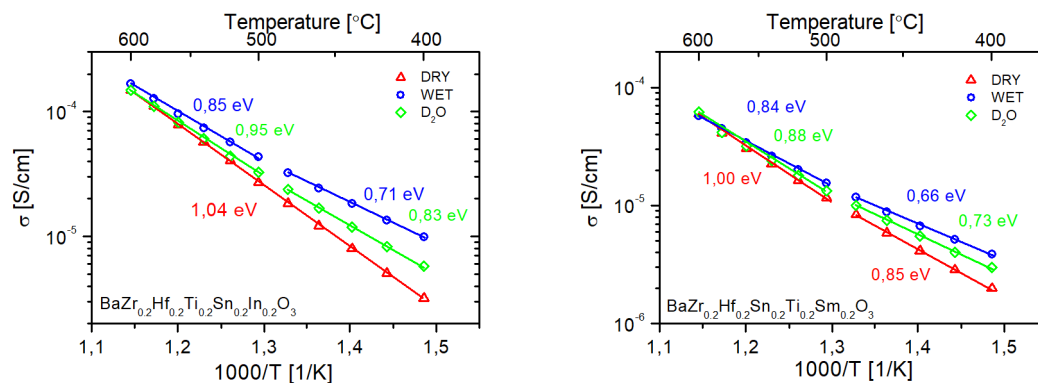 Temperature [°C]
600 500 400
DRY
WET
D₂O
0,85 eV
0,95 eV
1,04 eV
0,71 eV
0,83 eV
σ [S/cm]
10⁻⁴
10⁻⁵
BaZr₀.₂Hf₀.₂Ti₀.₂Sn₀.₂In₀.₂O₃
1,1 1,2 1,3 1,4 1,5
1000/T [1/K]
Temperature [°C]
600 500 400
DRY
WET
D₂O
0,84 eV
0,88 eV
1,00 eV
0,66 eV
0,73 eV
0,85 eV
σ [S/cm]
10⁻⁴
10⁻⁵
10⁻⁶
BaZr₀.₂Hf₀.₂Sn₀.₂Ti₀.₂Sm₀.₂O₃
1,1 1,2 1,3 1,4 1,5
1000/T [1/K]